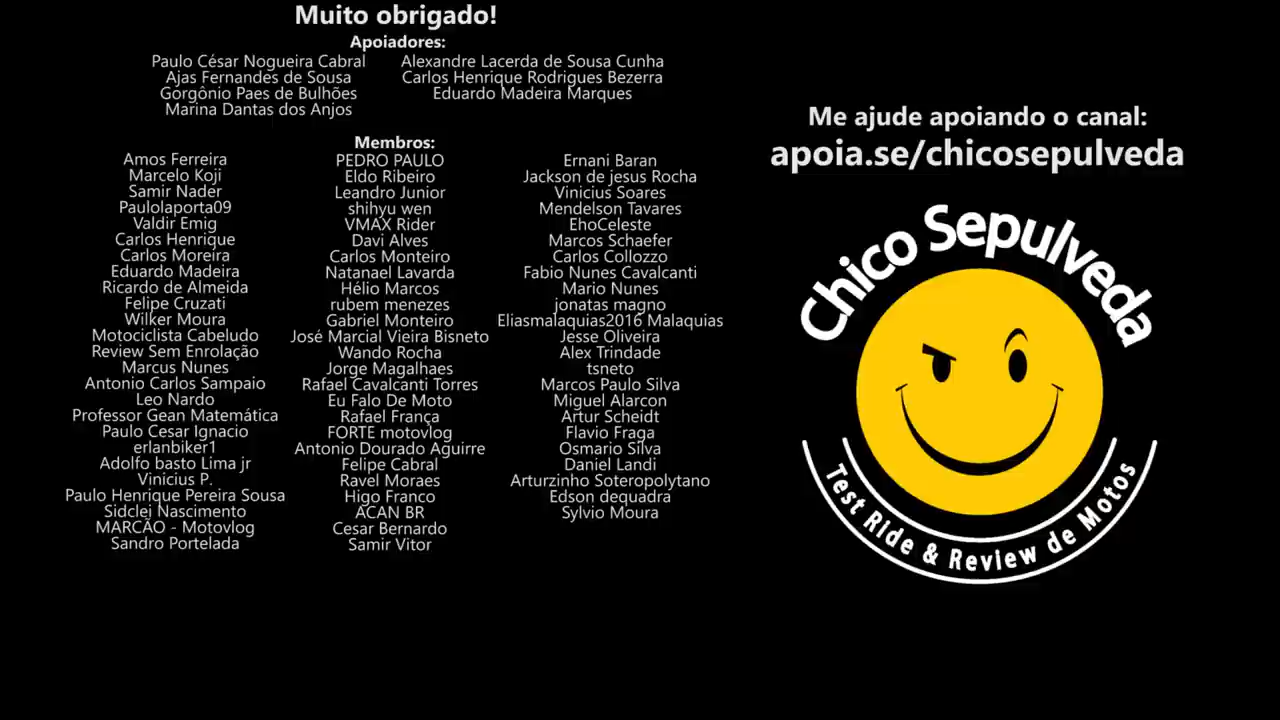 Muito obrigado!
Apoiadores:
Paulo César Nogueira Cabral
Ajas Fernandes de Sousa
Gorgônio Paes de Bulhões
Marina Dantas dos Anjos
Alexandre Lacerda de Sousa Cunha
Carlos Henrique Rodrigues Bezerra
Eduardo Madeira Marques
Membros:
Amos Ferreira
Marcelo Koji
Samir Nader
Paulolaporta09
Valdir Emig
Carlos Henrique
Carlos Moreira
Eduardo Madeira
Ricardo de Almeida
Felipe Cruzati
Wilker Moura
Motociclista Cabeludo
Review Sem Enrolação
Marcus Nunes
Antonio Carlos Sampaio
Leo Nardo
Professor Gean Matemática
Paulo Cesar Ignacio
erlanbiker1
Adolfo basto Lima jr
Vinicius P.
Paulo Henrique Pereira Sousa
Sidclei Nascimento
MARCÃO - Motovlog
Sandro Portelada
PEDRO PAULO
Eldo Ribeiro
Leandro Junior
shihyu wen
VMAX Rider
Davi Alves
Carlos Monteiro
Natanael Lavarda
Hélio Marcos
rubem menezes
Gabriel Monteiro
José Marcial Vieira Bisneto
Wando Rocha
Jorge Magalhaes
Rafael Cavalcanti Torres
Eu Falo De Moto
Rafael França
FORTE motovlog
Antonio Dourado Aguirre
Felipe Cabral
Ravel Moraes
Higo Franco
ACAN BR
Cesar Bernardo
Samir Vitor
Ernani Baran
Jackson de jesus Rocha
Vinicius Soares
Mendelson Tavares
EhoCeleste
Marcos Schaefer
Carlos Collozzo
Fabio Nunes Cavalcanti
Mario Nunes
jonatas magno
Eliasmalaquias2016 Malaquias
Jesse Oliveira
Alex Trindade
tsneto
Marcos Paulo Silva
Miguel Alarcon
Artur Scheidt
Flavio Fraga
Osmario Silva
Daniel Landi
Arturzinho Soteropolytano
Edson dequadra
Sylvio Moura
Me ajude apoiando o canal:
apoia.se/chicosepulveda
Chico Sepulveda
Test Ride & Review de Motos